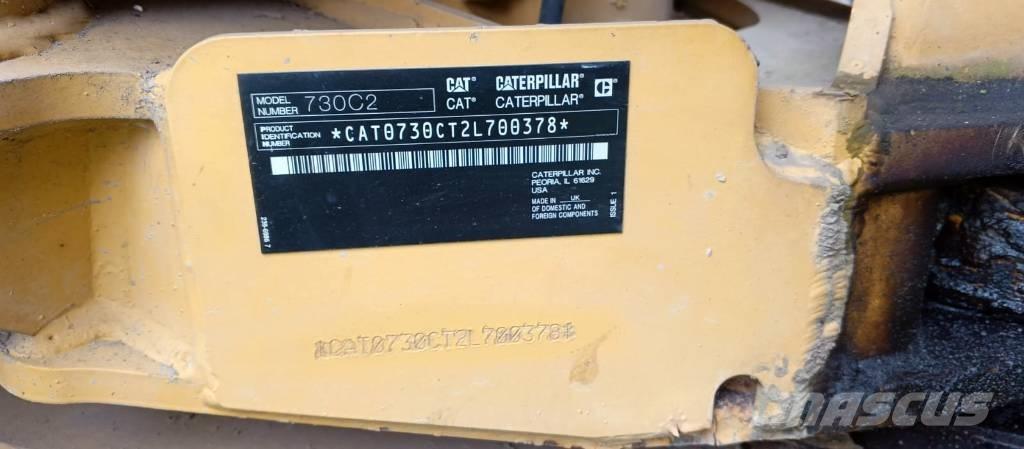 CAT® CATERPILLAR®
CAT® CATERPILLAR®
MODEL NUMBER 730C2
PRODUCT IDENTIFICATION NUMBER *CAT0730CT2L700378*
CATERPILLAR INC.
PEORIA, IL 61629
USA
MADE IN UK
OF DOMESTIC AND
FOREIGN COMPONENTS
ISSUE 1
*CAT0730CT2L700378*
MASCUS